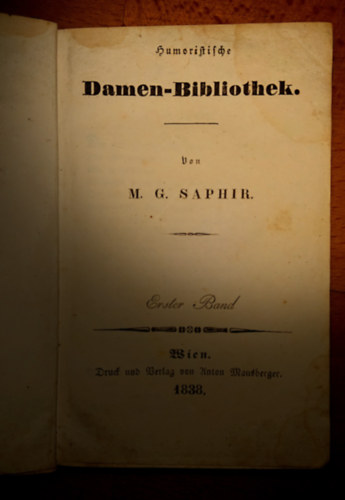 Humoristische
Damen-Bibliothek.
Von
M. G. SAPHIR.
Erster Band
Wien.
Druck und Verlag von Anton Mausberger.
1838.